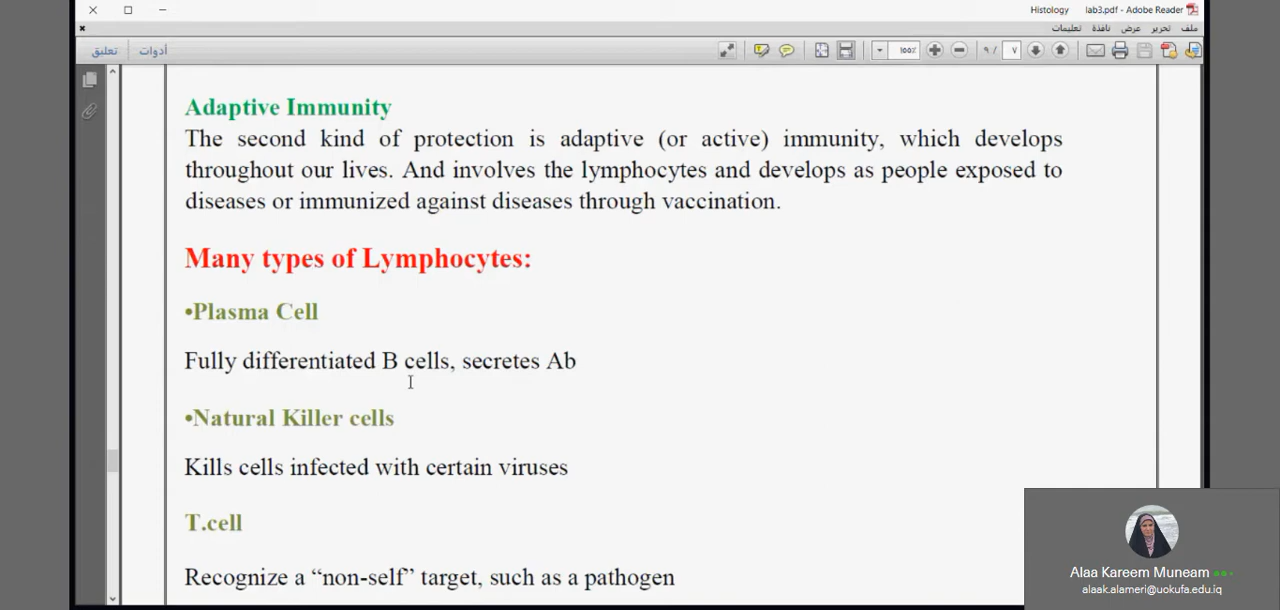 Histology lab3.pdf - Adobe Reader
ملف تحرير عرض نافذة تعليمات
أدوات تعليق
٧ / ٩ ١٠٠٪
Adaptive Immunity
The second kind of protection is adaptive (or active) immunity, which develops
throughout our lives. And involves the lymphocytes and develops as people exposed to
diseases or immunized against diseases through vaccination.
Many types of Lymphocytes:
•Plasma Cell
Fully differentiated B cells, secretes Ab
•Natural Killer cells
Kills cells infected with certain viruses
T.cell
Recognize a “non-self” target, such as a pathogen
Alaa Kareem Muneam
alaak.alameri@uokufa.edu.iq